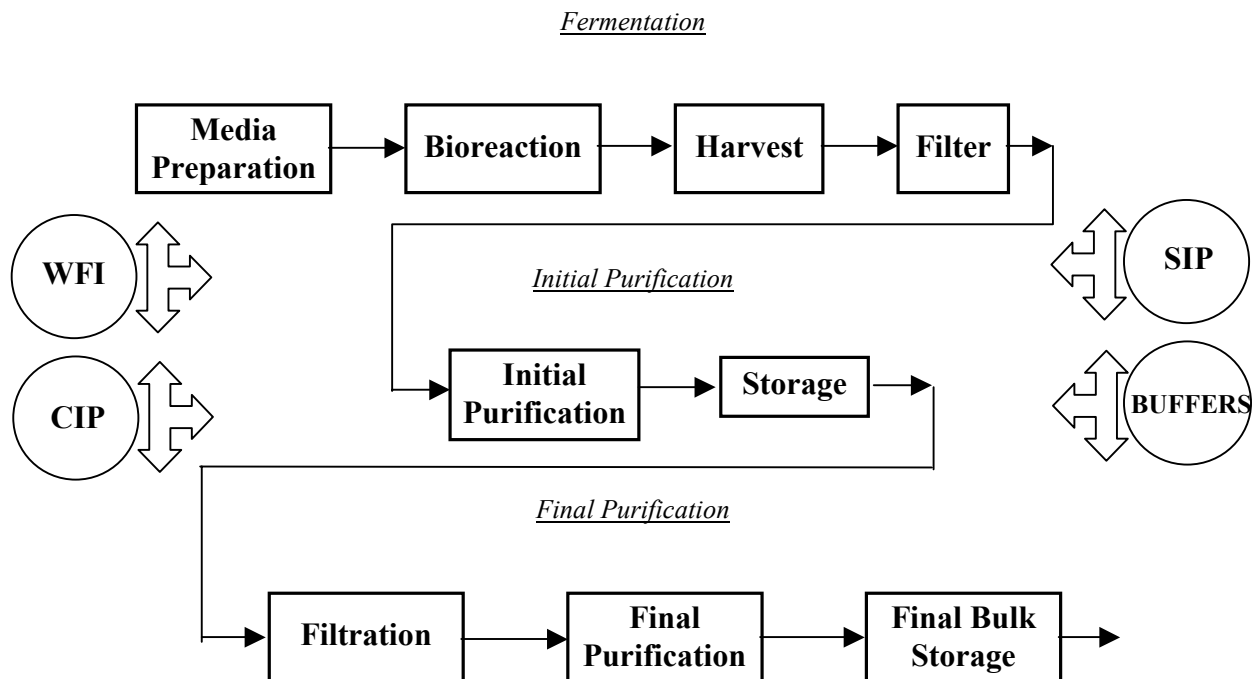 Fermentation
Media
Preparation
Bioreaction
Harvest
Filter
WFI
SIP
Initial Purification
CIP
Initial
Purification
Storage
BUFFERS
Final Purification
Filtration
Final
Purification
Final Bulk
Storage